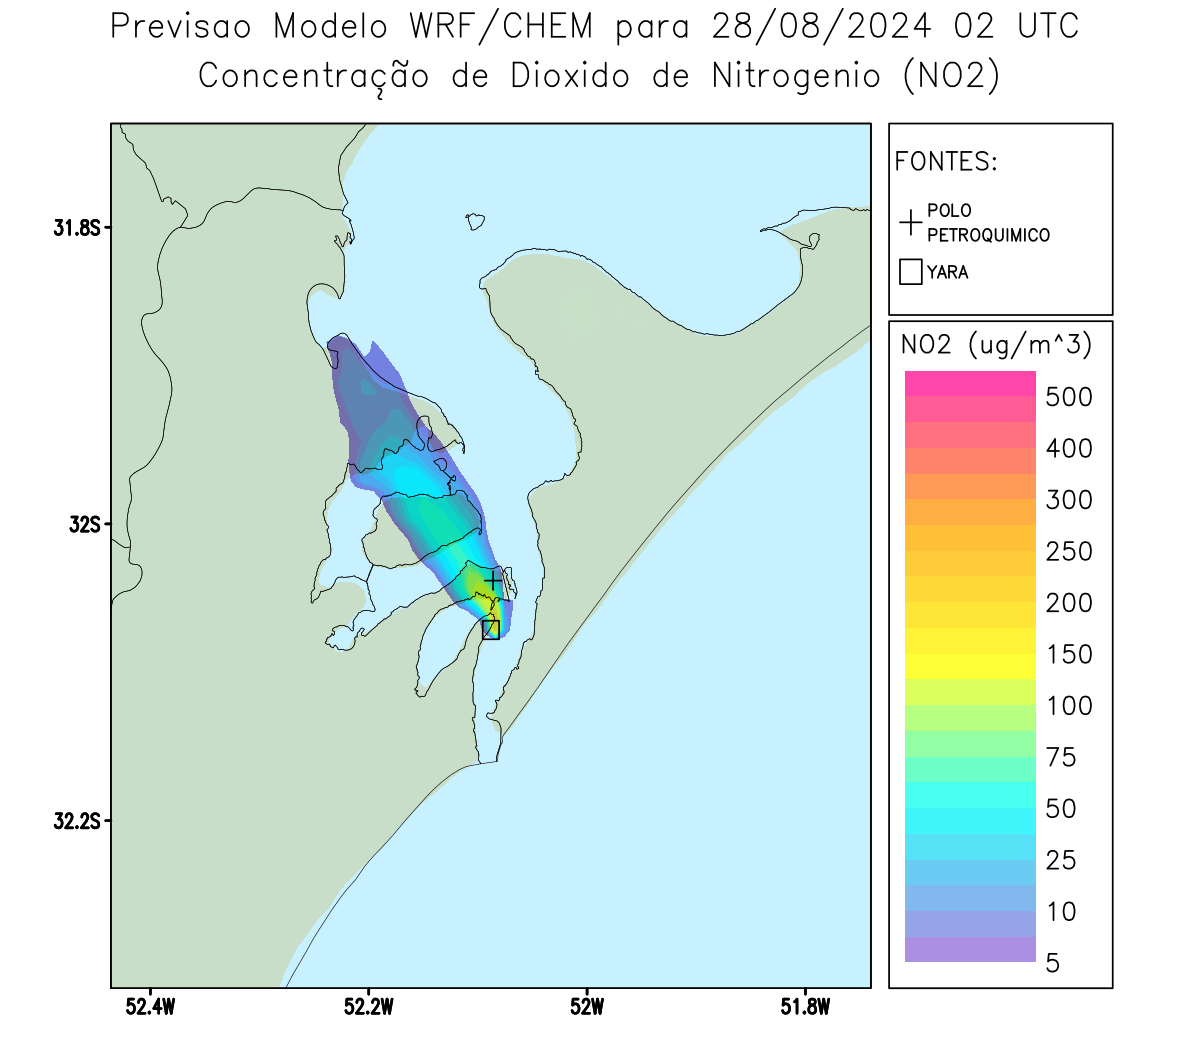 Previsao Modelo WRF/CHEM para 28/08/2024 02 UTC
Concentração de Dioxido de Nitrogenio (NO2)
FONTES:
POLO
PETROQUIMICO
YARA
NO2 (ug/m^3)
500
400
300
250
200
150
100
75
50
25
10
5
31.8S
32S
32.2S
52.4W
52.2W
52W
51.8W